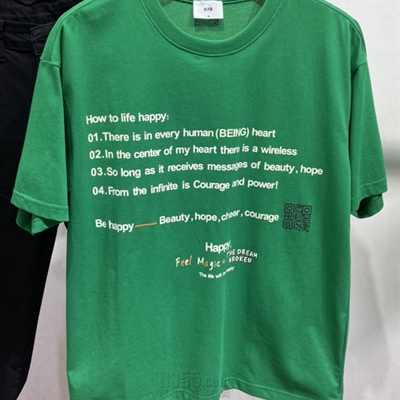 How to life happy:
01.There is in every human (BEING) heart
02.In the center of my heart there is a wireless
03.So long as it receives messages of beauty, hope
04.From the infinite is Courage and power!
Be happy Beauty, hope, cheer, courage
Happy.
Feel Magic THE DREAM
BROKEN
The life